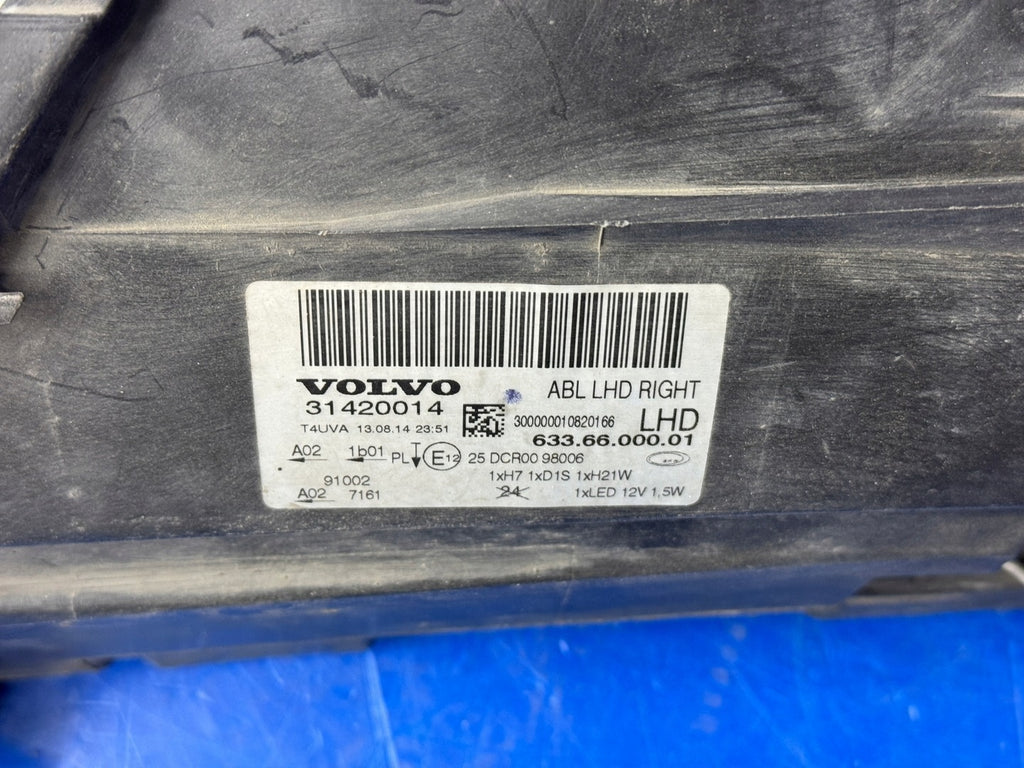 VOLVO ABL LHD RIGHT
31420014 300000010820166 LHD
T4UVA 13.08.14 23:51 633.66.000.01
A02 1b01 PL E12 25 DCR00 98006
91002 1xH7 1xD1S 1xH21W
A02 7161 24 1xLED 12V 1,5W